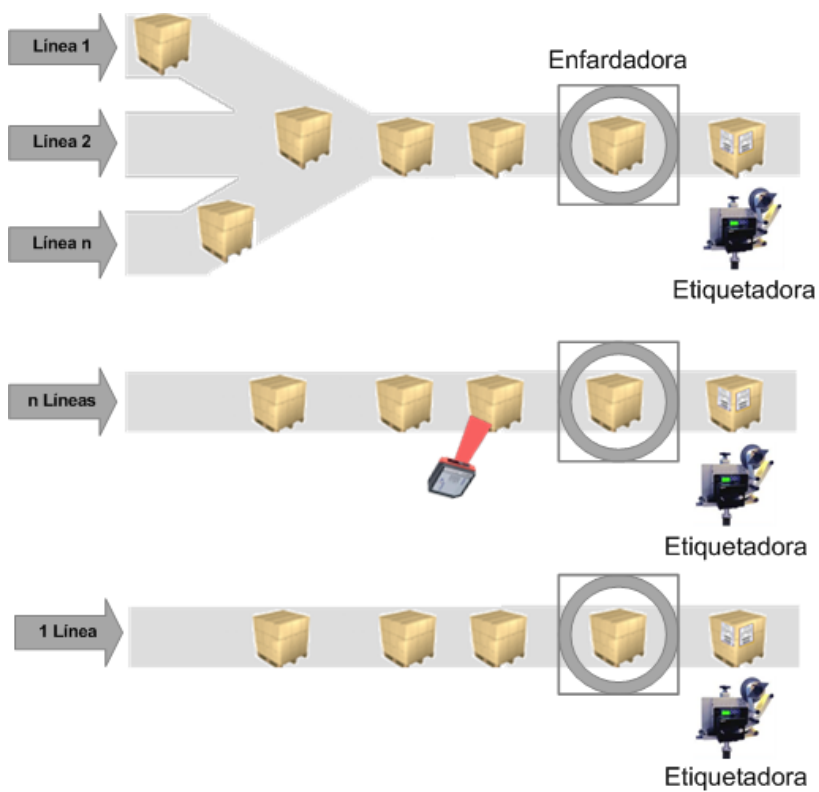 Línea 1
Enfardadora
Línea 2
Línea n
Etiquetadora
n Líneas
Etiquetadora
1 Línea
Etiquetadora